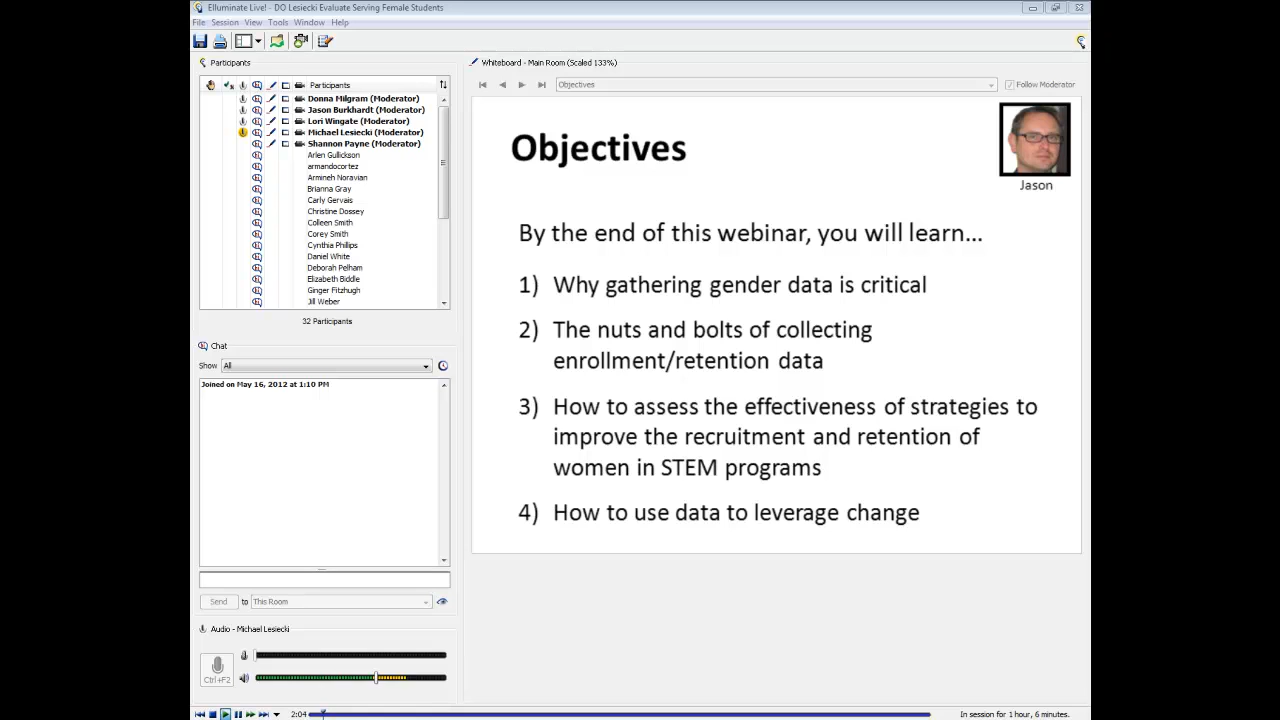 Elluminate Live! - DO Lesiecki Evaluate Serving Female Students
File Session View Tools Window Help
Participants
Participants
Donna Milgram (Moderator)
Jason Burkhardt (Moderator)
Lori Wingate (Moderator)
Michael Lesiecki (Moderator)
Shannon Payne (Moderator)
Arlen Gullickson
armandocortez
Armineh Noravian
Brianna Gray
Carly Gervais
Christine Dossey
Colleen Smith
Corey Smith
Cynthia Phillips
Daniel White
Deborah Pelham
Elizabeth Biddle
Ginger Fitzhugh
Jill Weber
32 Participants
Chat
Show All
Joined on May 16, 2012 at 1:10 PM
Send to This Room
Audio - Michael Lesiecki
Ctrl+F2
Whiteboard - Main Room (Scaled 133%)
Objectives
Follow Moderator
Objectives
Jason
By the end of this webinar, you will learn...
1) Why gathering gender data is critical
2) The nuts and bolts of collecting
enrollment/retention data
3) How to assess the effectiveness of strategies to
improve the recruitment and retention of
women in STEM programs
4) How to use data to leverage change
2:04
In session for 1 hour, 6 minutes.